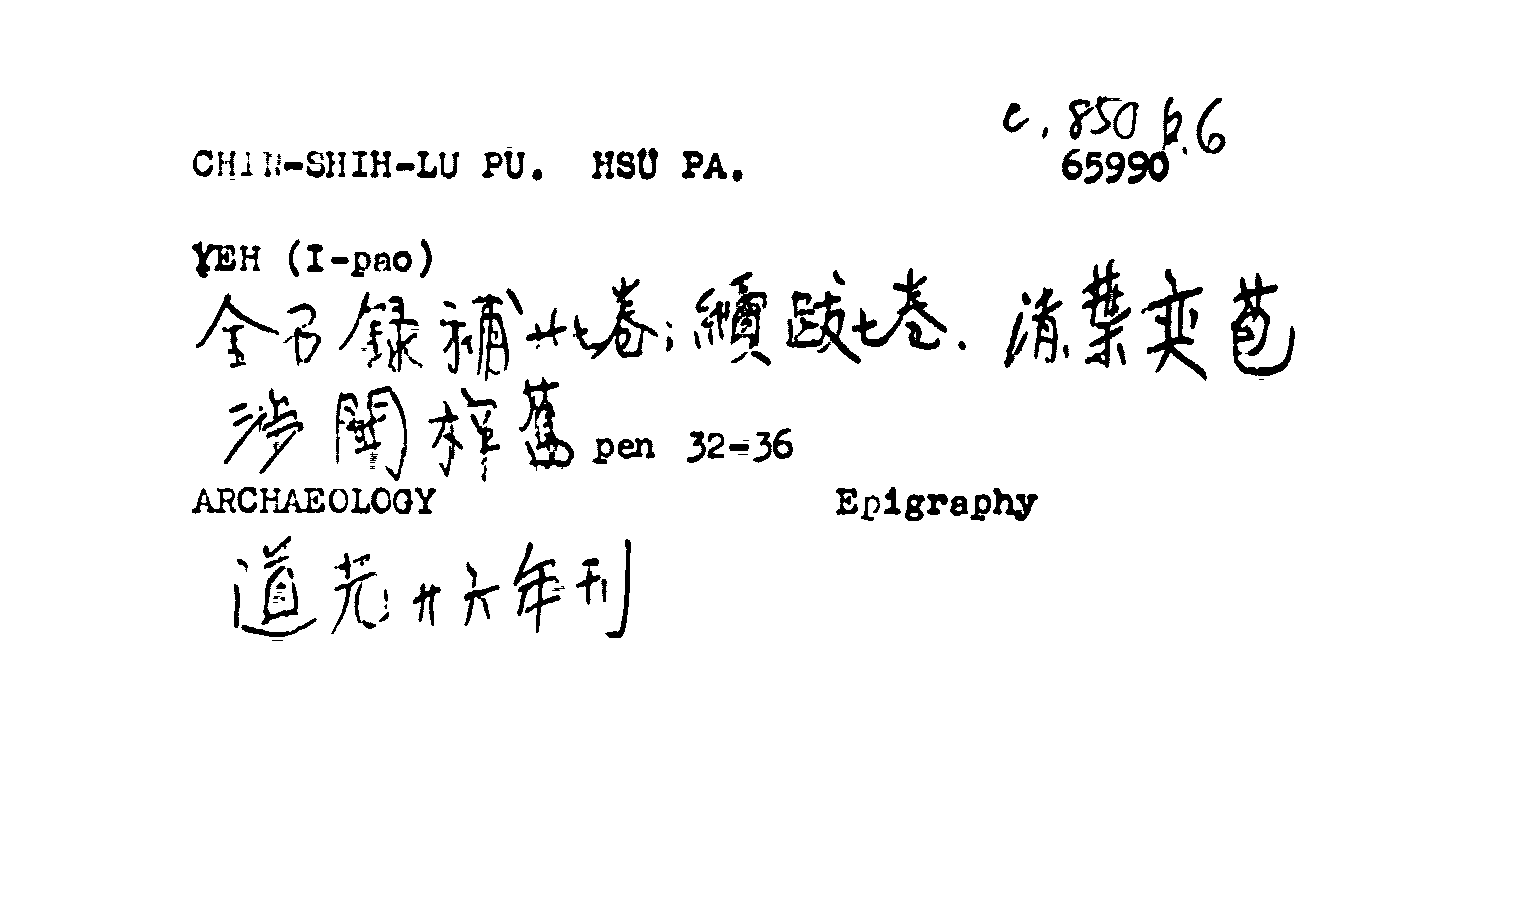 c. 850 b. 6
CHIN-SHIH-LU PU. HSÜ PA. 65990
YEH (I-pao)
金石錄補廿七卷; 續跋七卷. 清葉奕苞
涉聞梓舊 pen 32-36
ARCHAEOLOGY Epigraphy
道光廿六年刊